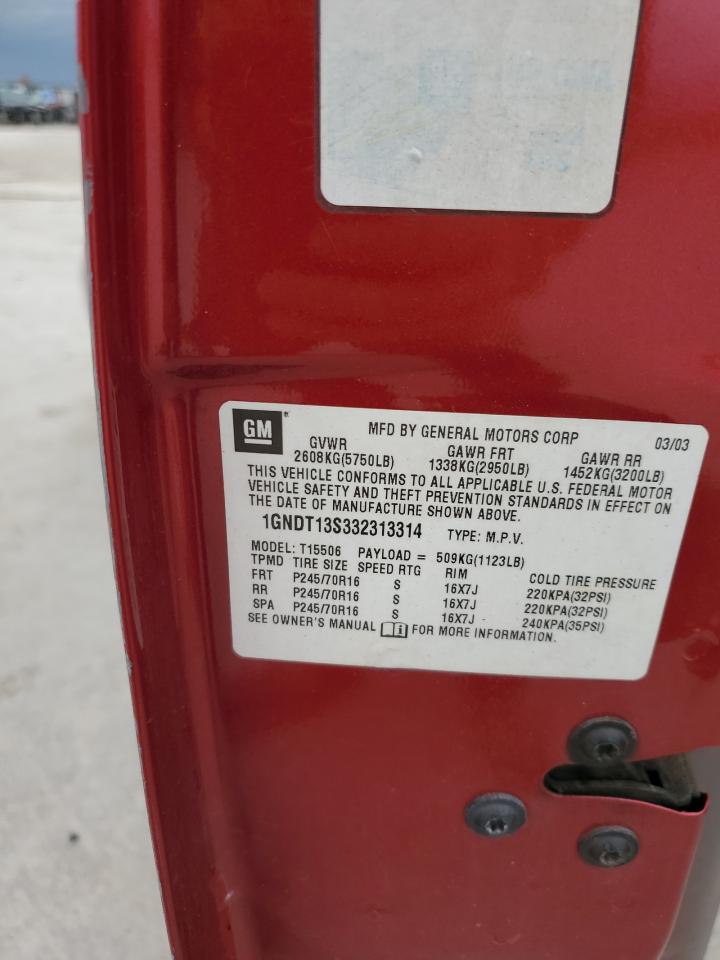 GM ® MFD BY GENERAL MOTORS CORP 03/03
GVWR GAWR FRT GAWR RR
2608KG(5750LB) 1338KG(2950LB) 1452KG(3200LB)
THIS VEHICLE CONFORMS TO ALL APPLICABLE U.S. FEDERAL MOTOR
VEHICLE SAFETY AND THEFT PREVENTION STANDARDS IN EFFECT ON
THE DATE OF MANUFACTURE SHOWN ABOVE.
1GNDT13S332313314 TYPE: M.P.V.
MODEL: T15506 PAYLOAD = 509KG(1123LB)
TPMD TIRE SIZE SPEED RTG RIM COLD TIRE PRESSURE
FRT P245/70R16 S 16X7J 220KPA(32PSI)
RR P245/70R16 S 16X7J 220KPA(32PSI)
SPA P245/70R16 S 16X7J 240KPA(35PSI)
SEE OWNER'S MANUAL FOR MORE INFORMATION.